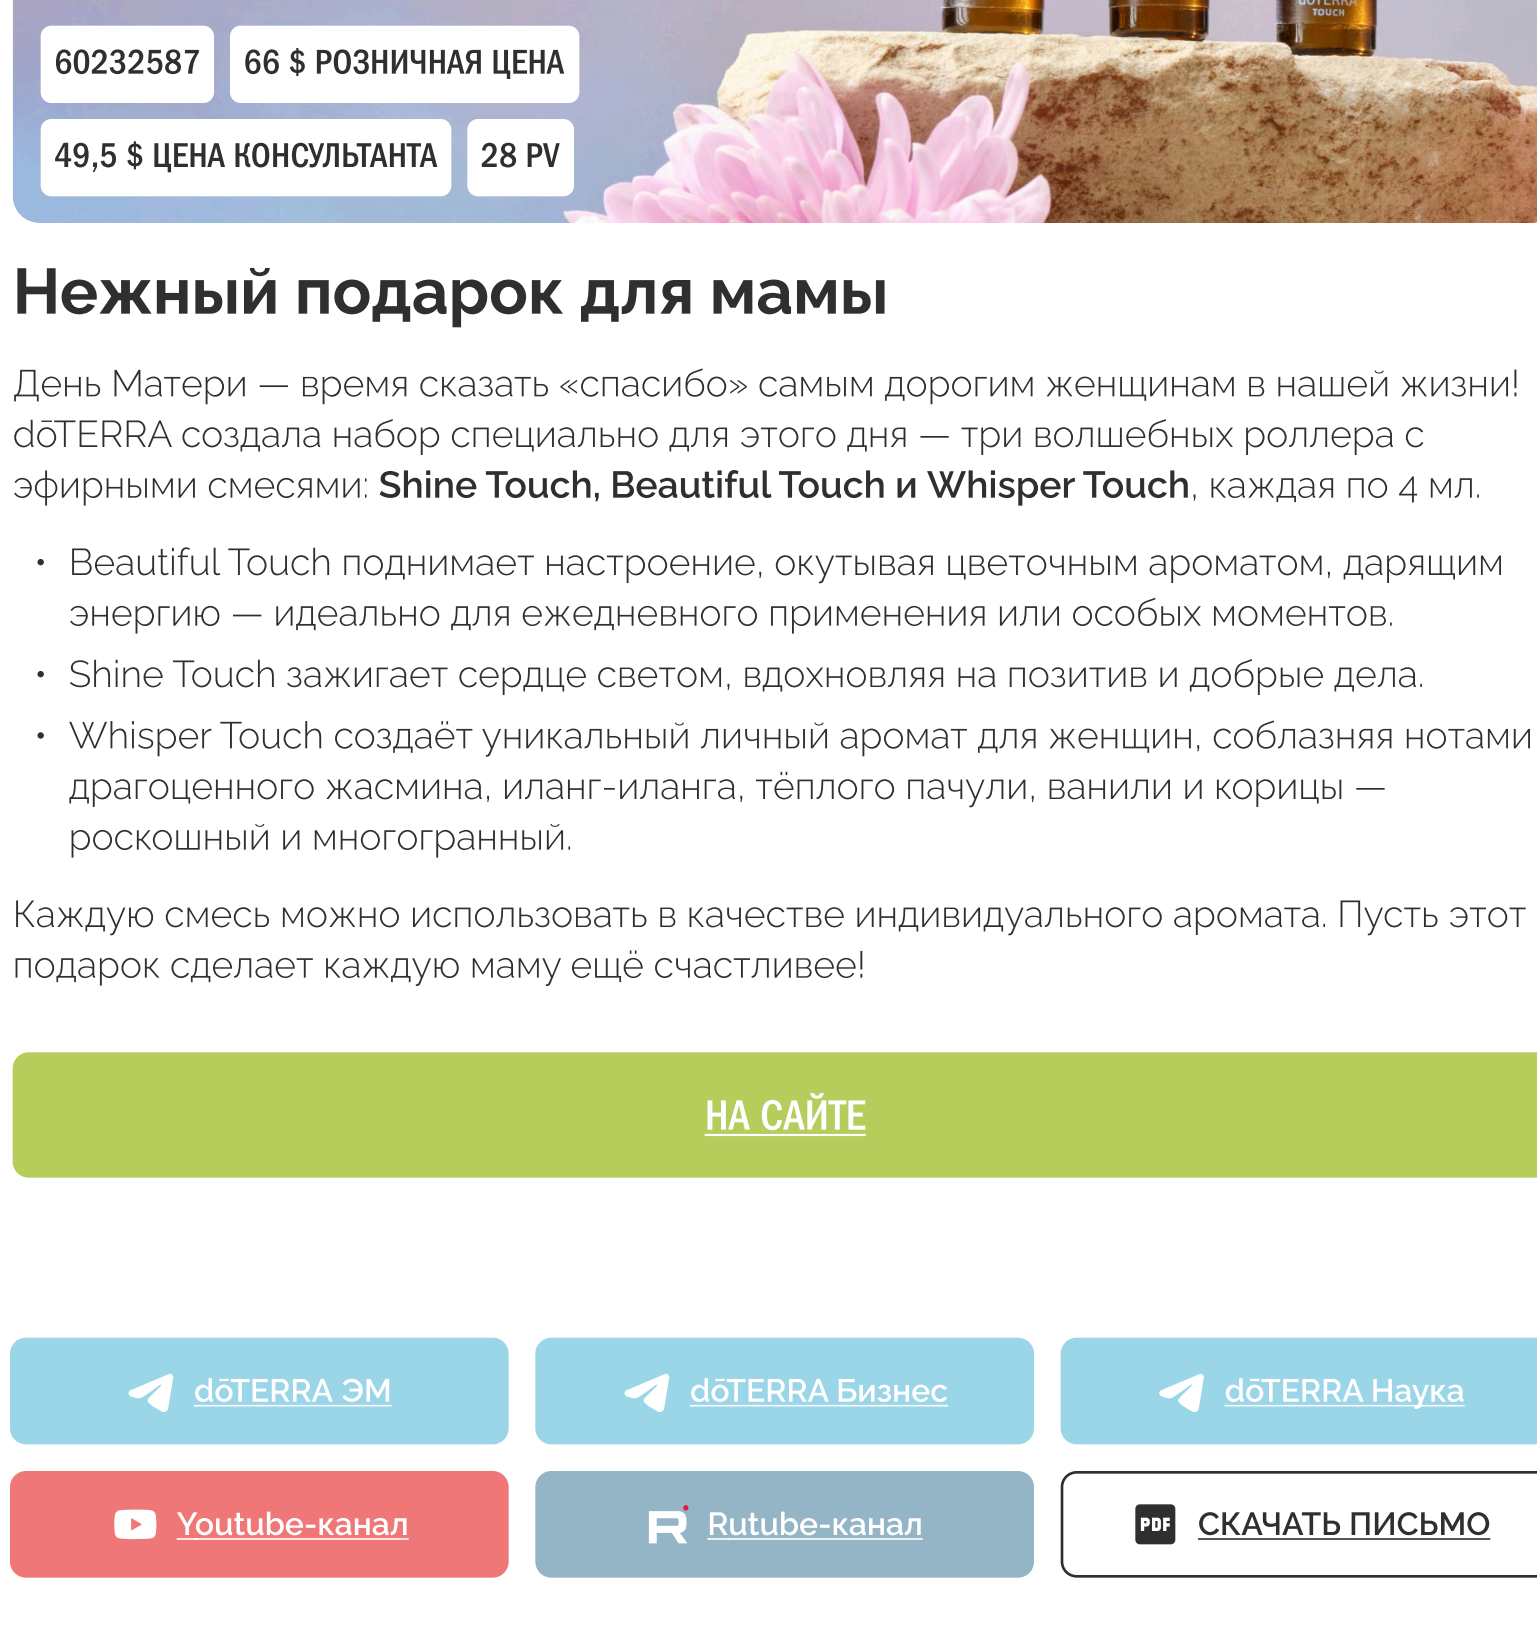 dōTERRA
TOUCH
60232587
66 $ РОЗНИЧНАЯ ЦЕНА
49,5 $ ЦЕНА КОНСУЛЬТАНТА
28 PV
Нежный подарок для мамы
День Матери — время сказать «спасибо» самым дорогим женщинам в нашей жизни!
dōTERRA создала набор специально для этого дня — три волшебных роллера с
эфирными смесями: Shine Touch, Beautiful Touch и Whisper Touch, каждая по 4 мл.
• Beautiful Touch поднимает настроение, окутывая цветочным ароматом, дарящим
энергию — идеально для ежедневного применения или особых моментов.
• Shine Touch зажигает сердце светом, вдохновляя на позитив и добрые дела.
• Whisper Touch создаёт уникальный личный аромат для женщин, соблазняя нотами
драгоценного жасмина, иланг-иланга, тёплого пачули, ванили и корицы —
роскошный и многогранный.
Каждую смесь можно использовать в качестве индивидуального аромата. Пусть этот
подарок сделает каждую маму ещё счастливее!
НА САЙТЕ
dōTERRA ЭМ
dōTERRA Бизнес
dōTERRA Наука
Youtube-канал
Rutube-канал
PDF СКАЧАТЬ ПИСЬМО